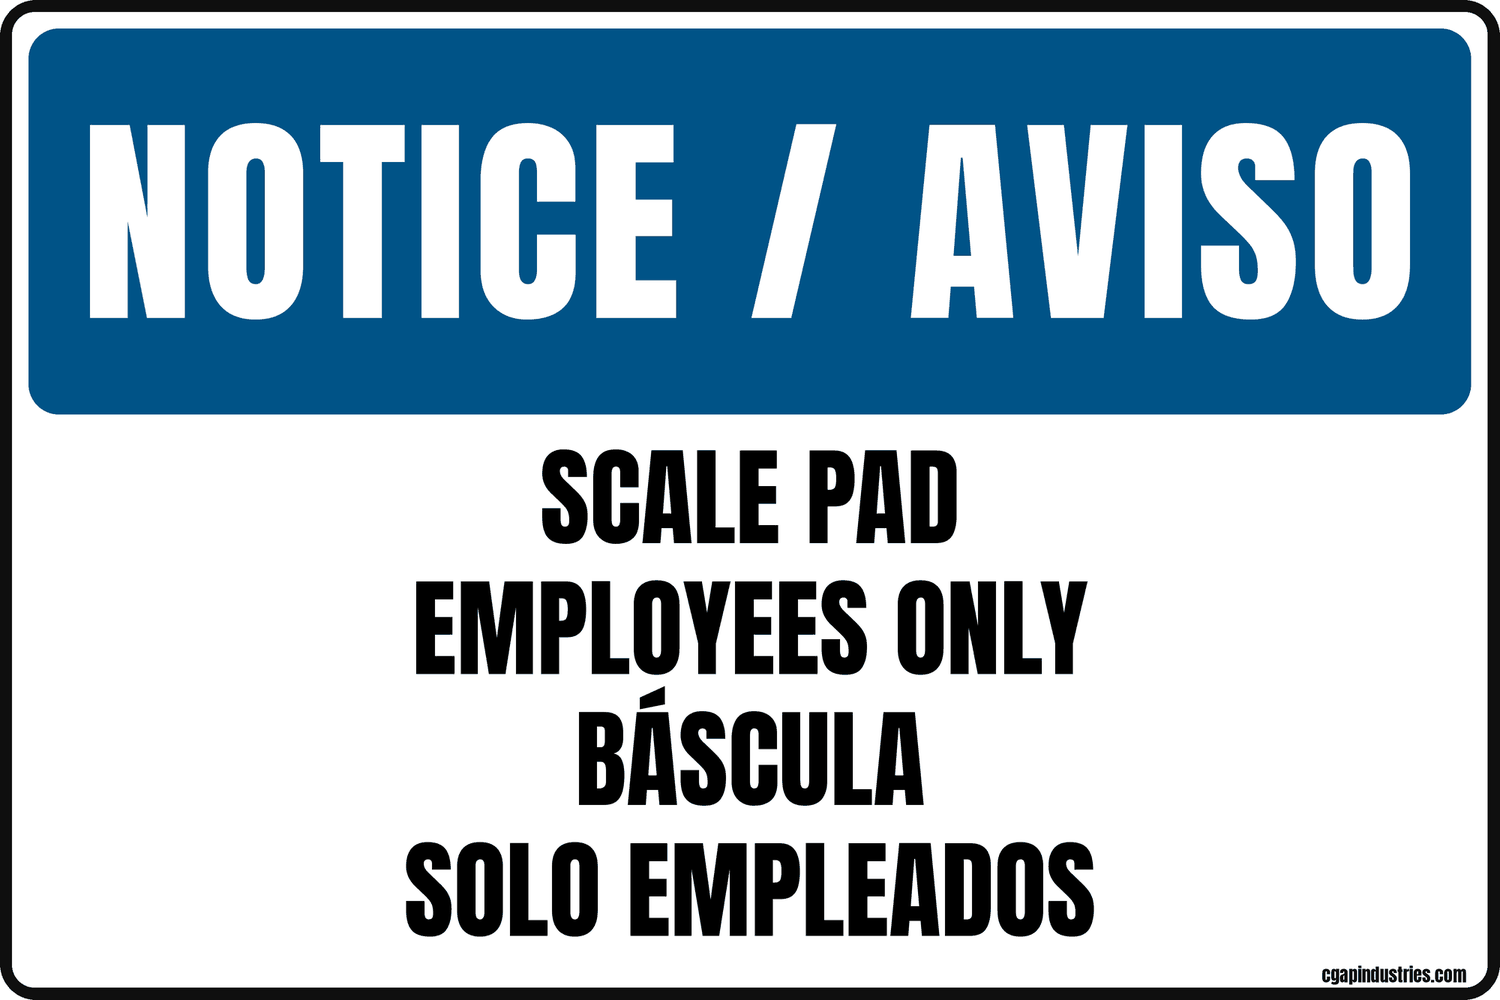 NOTICE / AVISO
SCALE PAD
EMPLOYEES ONLY
BÁSCULA
SOLO EMPLEADOS
cgapindustries.com